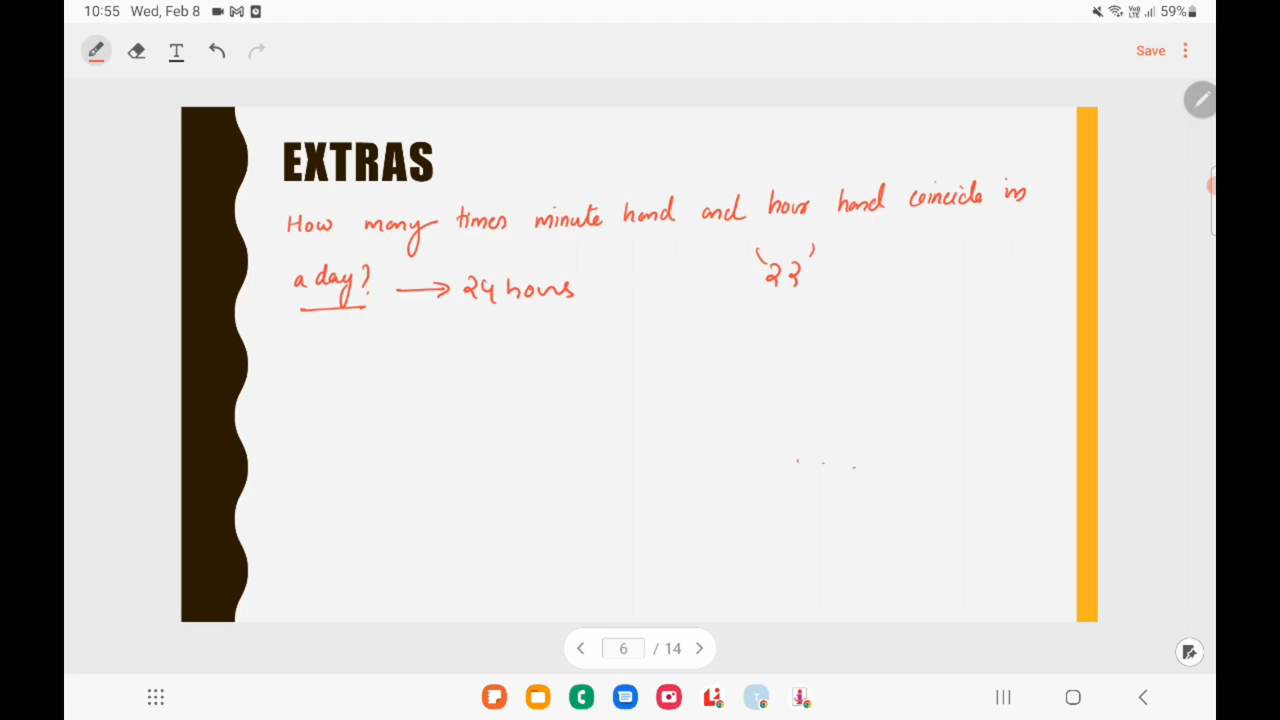 10:55 Wed, Feb 8
59%
Save
EXTRAS
How many times minute hand and hour hand coincide in
a day? → 24 hours
'22'
6 / 14